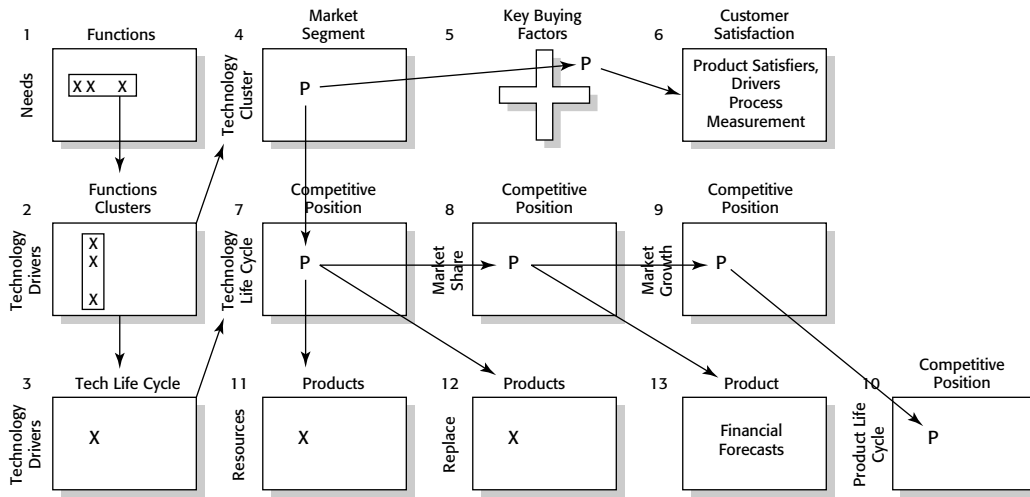 1
Functions
Needs
X X X
4
Market
Segment
Technology
Cluster
P
5
Key Buying
Factors
P
6
Customer
Satisfaction
Product Satisfiers,
Drivers
Process
Measurement
2
Functions
Clusters
Technology
Drivers
X
X
X
7
Competitive
Position
Technology
Life Cycle
P
8
Competitive
Position
Market
Share
P
9
Competitive
Position
Market
Growth
P
3
Tech Life Cycle
Technology
Drivers
X
11
Products
Resources
X
12
Products
Replace
X
13
Product
Financial
Forecasts
10
Competitive
Position
Product Life
Cycle
P